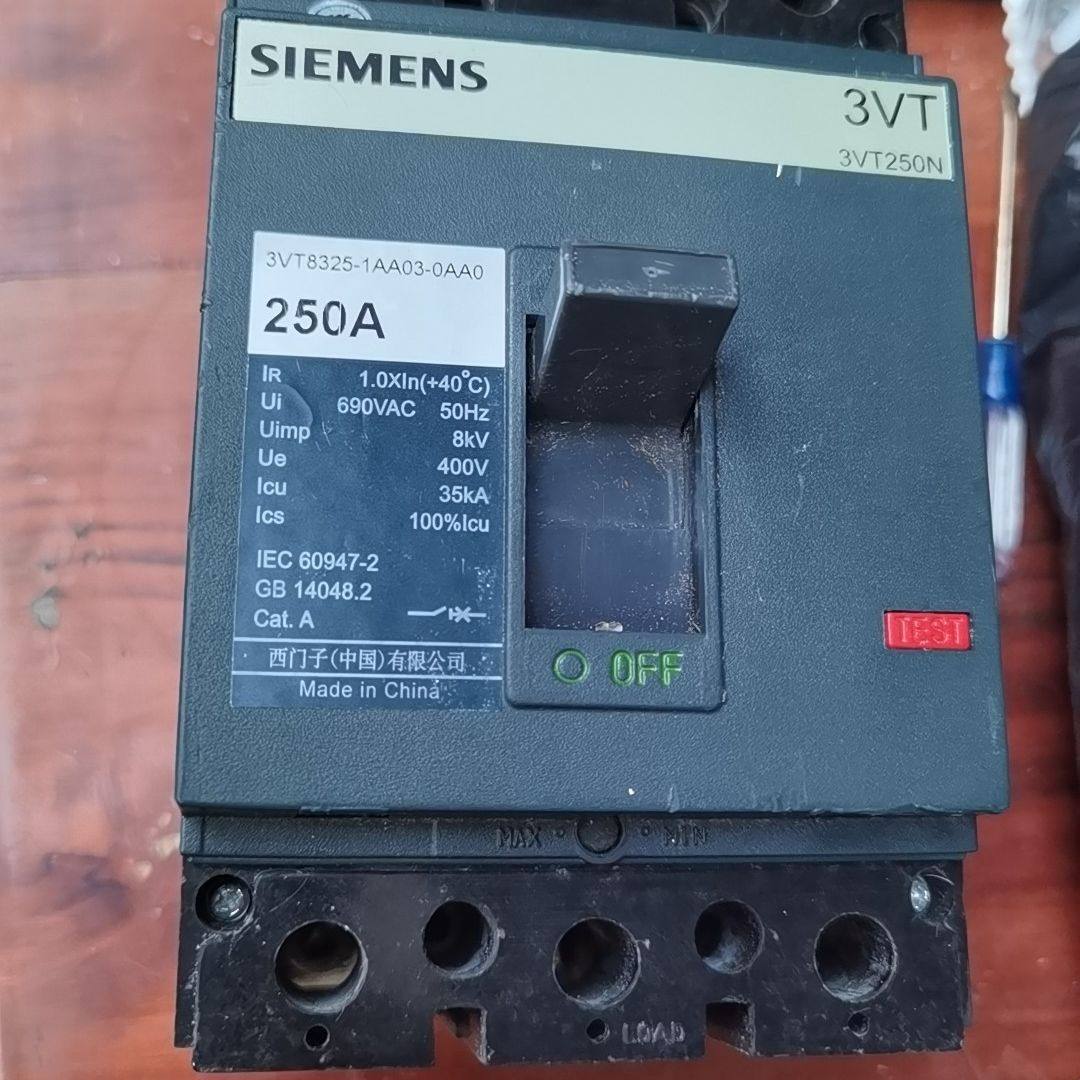 SIEMENS
3VT
3VT250N
3VT8325-1AA03-0AA0
250A
IR 1.0XIn(+40°C)
Ui 690VAC 50Hz
Uimp 8kV
Ue 400V
Icu 35kA
Ics 100%Icu
IEC 60947-2
GB 14048.2
Cat. A
西门子(中国)有限公司
Made in China
TEST
O OFF
MAX MIN
LOAD